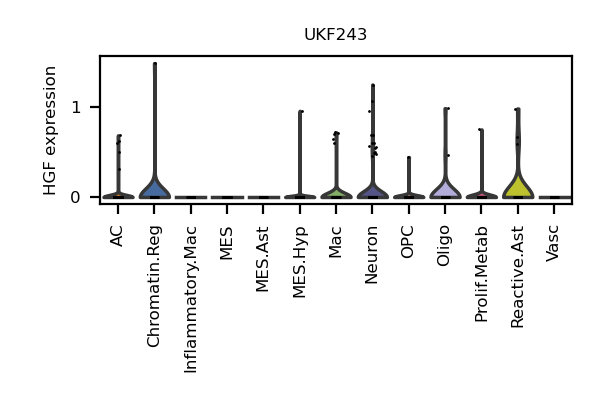 UKF243
HGF expression
1
0
AC
Chromatin.Reg
Inflammatory.Mac
MES
MES.Ast
MES.Hyp
Mac
Neuron
OPC
Oligo
Prolif.Metab
Reactive.Ast
Vasc